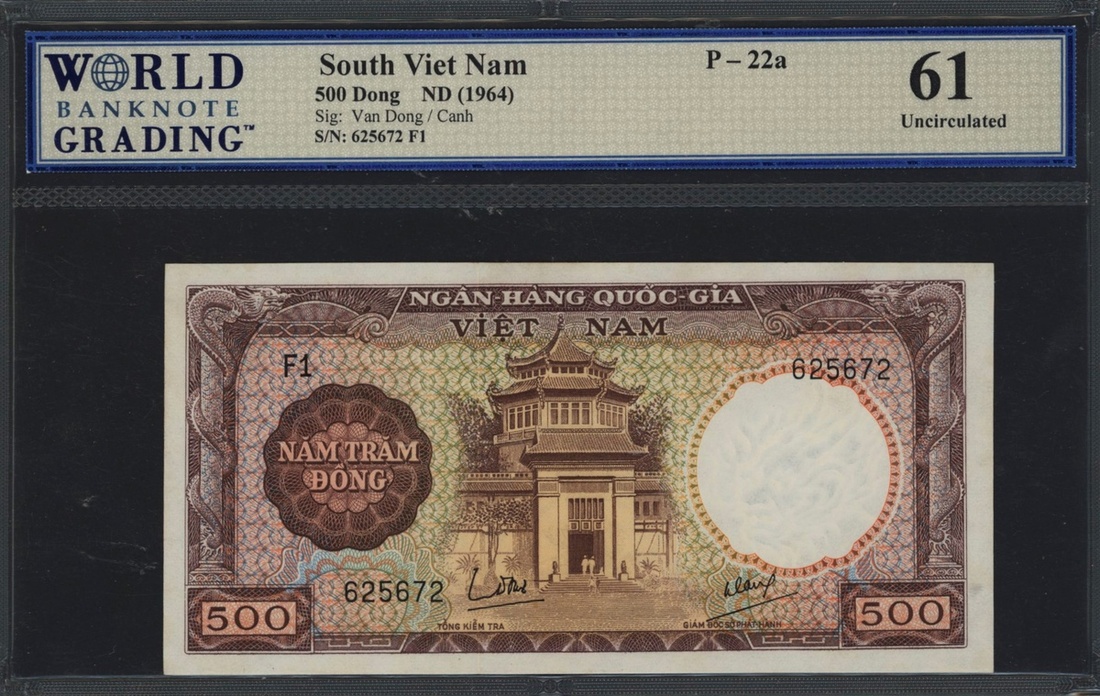 WORLD
BANKNOTE
GRADING™
South Viet Nam
P – 22a
500 Dong ND (1964)
Sig: Van Dong / Canh
S/N: 625672 F1
61
Uncirculated
NGÂN-HÀNG QUỐC-GIA
VIỆT NAM
F1
625672
NĂM TRĂM
ĐỒNG
625672
500
TỔNG KIỂM TRA
GIÁM ĐỐC SỞ PHÁT-HÀNH
500